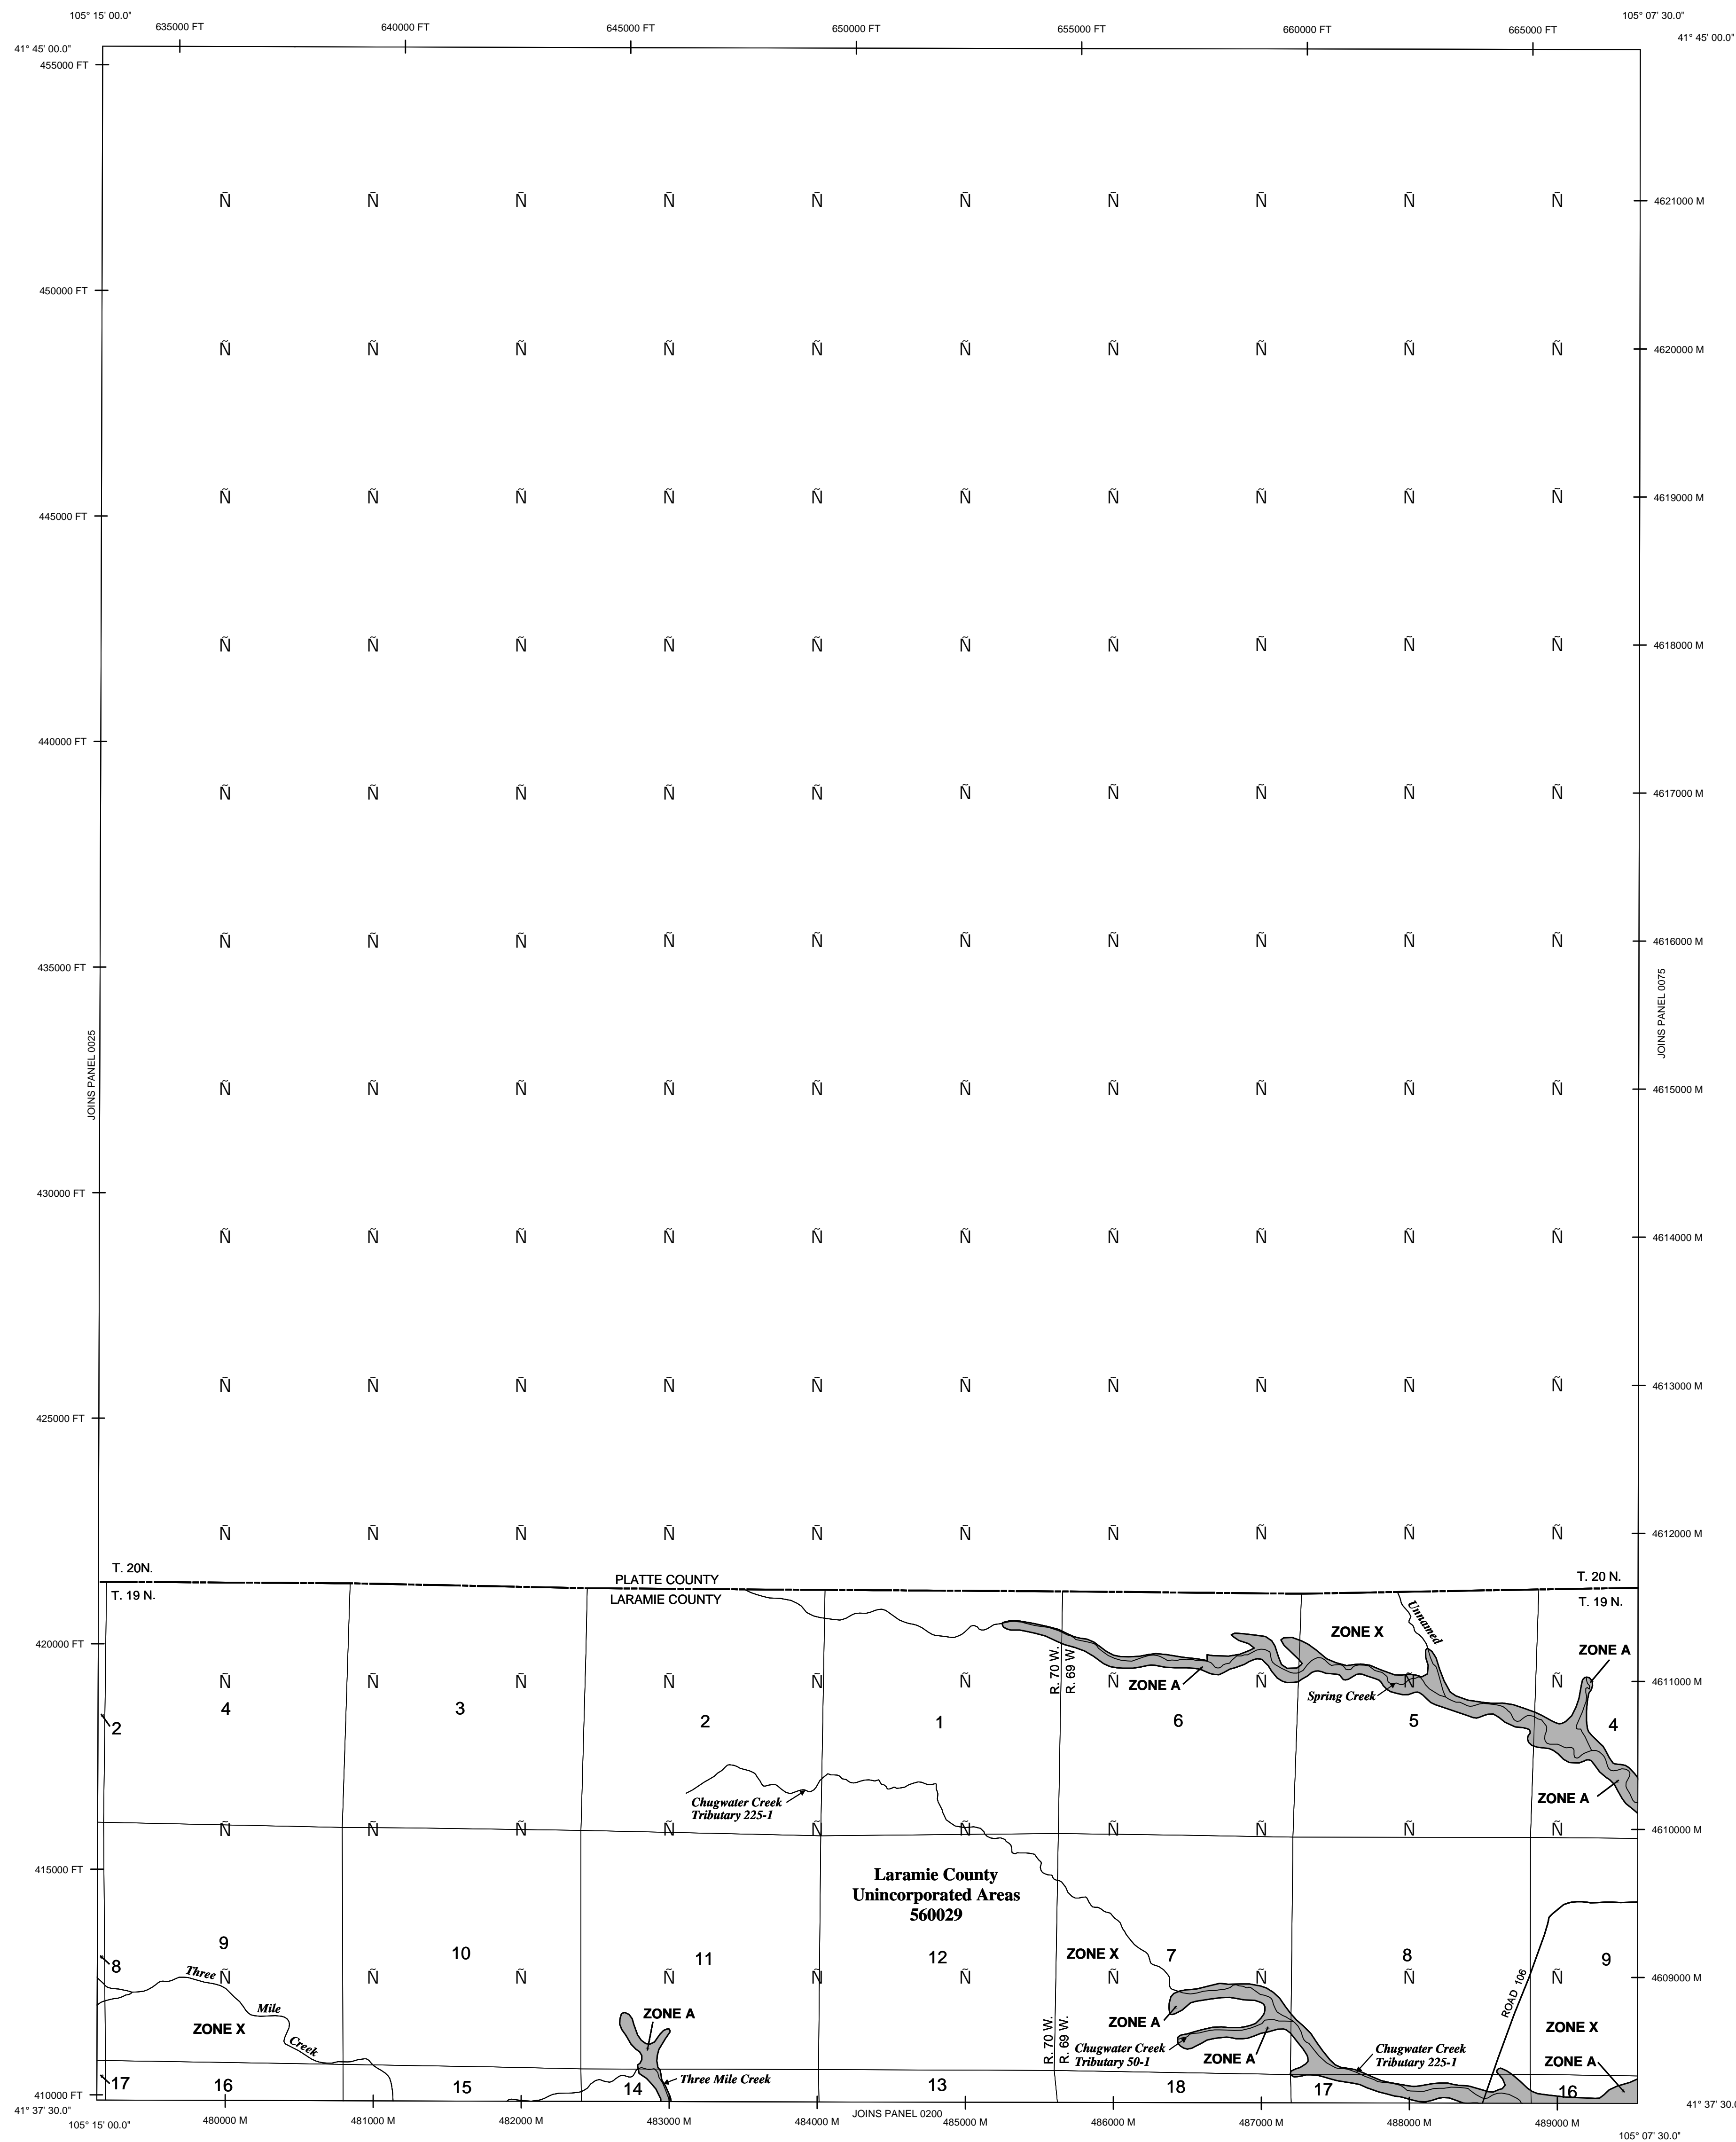 105° 15' 00.0"
635000 FT
640000 FT
645000 FT
650000 FT
655000 FT
660000 FT
665000 FT
105° 07' 30.0"
41° 45' 00.0"
41° 45' 00.0"
455000 FT
Ñ Ñ Ñ Ñ Ñ Ñ Ñ Ñ Ñ Ñ
4621000 M
450000 FT
Ñ Ñ Ñ Ñ Ñ Ñ Ñ Ñ Ñ Ñ
4620000 M
445000 FT
Ñ Ñ Ñ Ñ Ñ Ñ Ñ Ñ Ñ Ñ
4619000 M
Ñ Ñ Ñ Ñ Ñ Ñ Ñ Ñ Ñ Ñ
4618000 M
440000 FT
Ñ Ñ Ñ Ñ Ñ Ñ Ñ Ñ Ñ Ñ
4617000 M
435000 FT
Ñ Ñ Ñ Ñ Ñ Ñ Ñ Ñ Ñ Ñ
4616000 M
JOINS PANEL 0025
JOINS PANEL 0075
Ñ Ñ Ñ Ñ Ñ Ñ Ñ Ñ Ñ Ñ
4615000 M
430000 FT
Ñ Ñ Ñ Ñ Ñ Ñ Ñ Ñ Ñ Ñ
4614000 M
425000 FT
Ñ Ñ Ñ Ñ Ñ Ñ Ñ Ñ Ñ Ñ
4613000 M
Ñ Ñ Ñ Ñ Ñ Ñ Ñ Ñ Ñ Ñ
4612000 M
T. 20N.
PLATTE COUNTY
T. 20 N.
T. 19 N.
LARAMIE COUNTY
T. 19 N.
Unnamed
420000 FT
ZONE X
ZONE A
R. 70 W.
R. 69 W.
Ñ Ñ Ñ Ñ Ñ Ñ Ñ Ñ Ñ Ñ
4611000 M
ZONE A
Spring Creek
2
4
3
2
1
6
5
4
ZONE A
Chugwater Creek
Tributary 225-1
Ñ Ñ Ñ Ñ Ñ Ñ Ñ Ñ Ñ Ñ
4610000 M
415000 FT
Laramie County
Unincorporated Areas
560029
8
9
10
11
12
ZONE X
7
8
9
Three
Mile
Creek
Ñ Ñ Ñ Ñ Ñ Ñ Ñ Ñ Ñ Ñ
4609000 M
ROAD 106
ZONE X
ZONE A
ZONE A
R. 70 W.
R. 69 W.
ZONE X
Chugwater Creek
Tributary 50-1
ZONE A
Chugwater Creek
Tributary 225-1
ZONE A
Three Mile Creek
410000 FT
17
16
15
14
13
18
17
16
41° 37' 30.0"
41° 37' 30.0
105° 15' 00.0"
480000 M
481000 M
482000 M
483000 M
484000 M
JOINS PANEL 0200
485000 M
486000 M
487000 M
488000 M
489000 M
105° 07' 30.0"